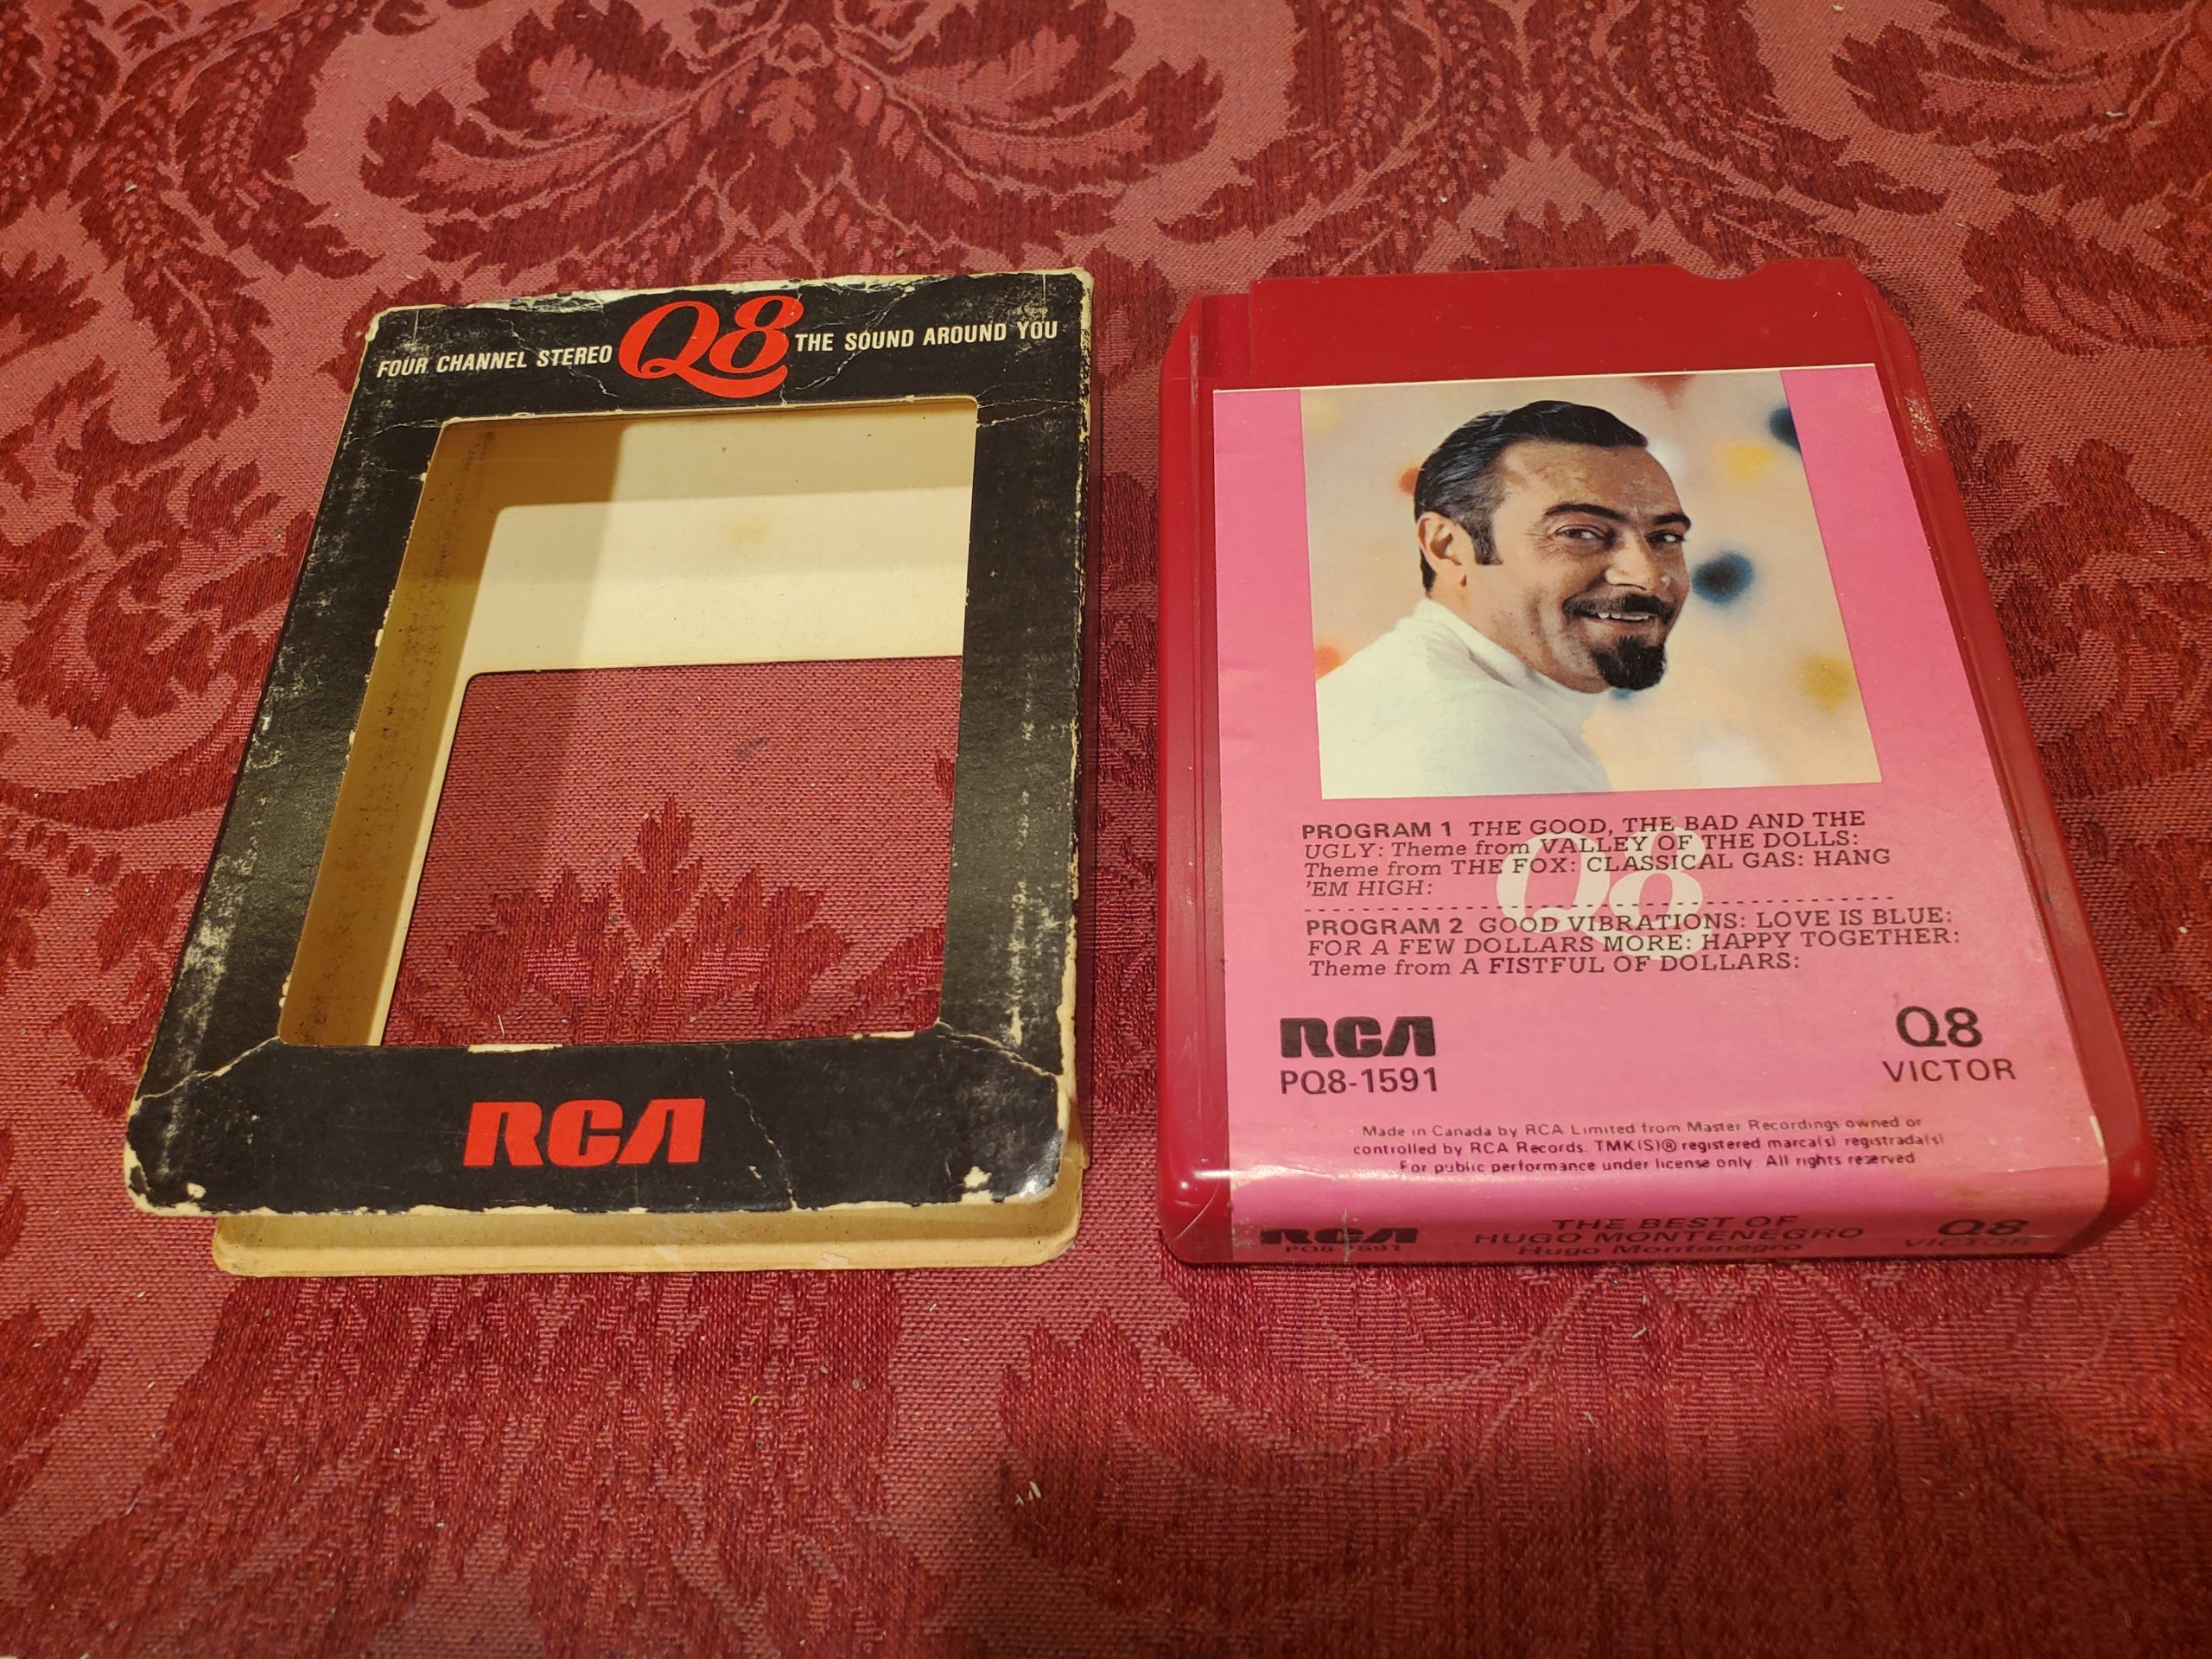 FOUR CHANNEL STEREO Q8 THE SOUND AROUND YOU
RCA
PROGRAM 1 THE GOOD, THE BAD AND THE
UGLY: Theme from VALLEY OF THE DOLLS:
Theme from THE FOX: CLASSICAL GAS: HANG
'EM HIGH:
Q8
PROGRAM 2 GOOD VIBRATIONS: LOVE IS BLUE:
FOR A FEW DOLLARS MORE: HAPPY TOGETHER:
Theme from A FISTFUL OF DOLLARS:
RCA
PQ8-1591
Q8
VICTOR
Made in Canada by RCA Limited from Master Recordings owned or
controlled by RCA Records. TMK(S)® registered marca(s) registrada(s)
For public performance under license only. All rights reserved
RCA
PQ8-1591
THE BEST OF
HUGO MONTENEGRO
Hugo Montenegro
Q8
VICTOR